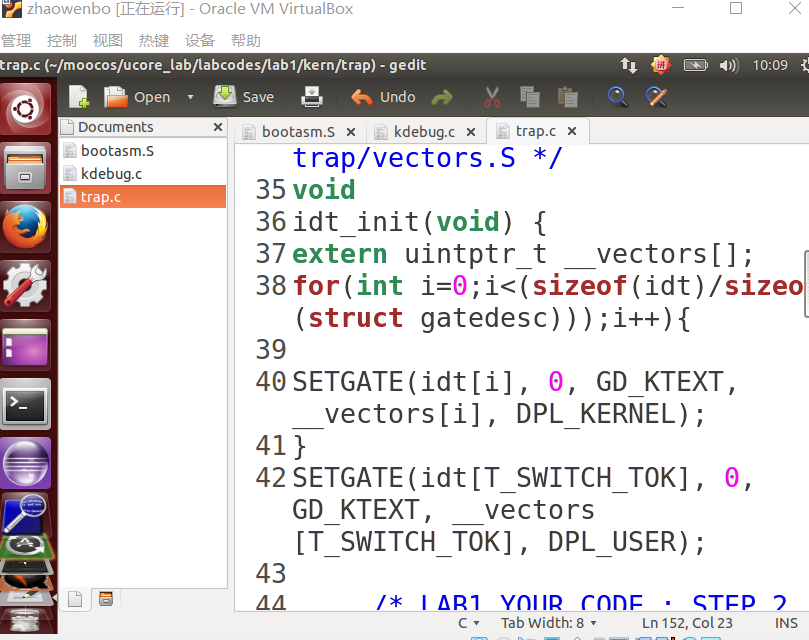 zhaowenbo [正在运行] - Oracle VM VirtualBox
管理 控制 视图 热键 设备 帮助
trap.c (~/moocos/ucore_lab/labcodes/lab1/kern/trap) - gedit
拼
10:09
Open Save Undo
Documents
bootasm.S kdebug.c trap.c
bootasm.S
kdebug.c
trap.c
trap/vectors.S */
35 void
36 idt_init(void) {
37 extern uintptr_t __vectors[];
38 for(int i=0;i<(sizeof(idt)/sizeo
(struct gatedesc)));i++){
39
40 SETGATE(idt[i], 0, GD_KTEXT,
__vectors[i], DPL_KERNEL);
41 }
42 SETGATE(idt[T_SWITCH_TOK], 0,
GD_KTEXT, __vectors
[T_SWITCH_TOK], DPL_USER);
43
44 /* LAB1 YOUR CODE : STEP 2
C Tab Width: 8 Ln 152, Col 23 INS